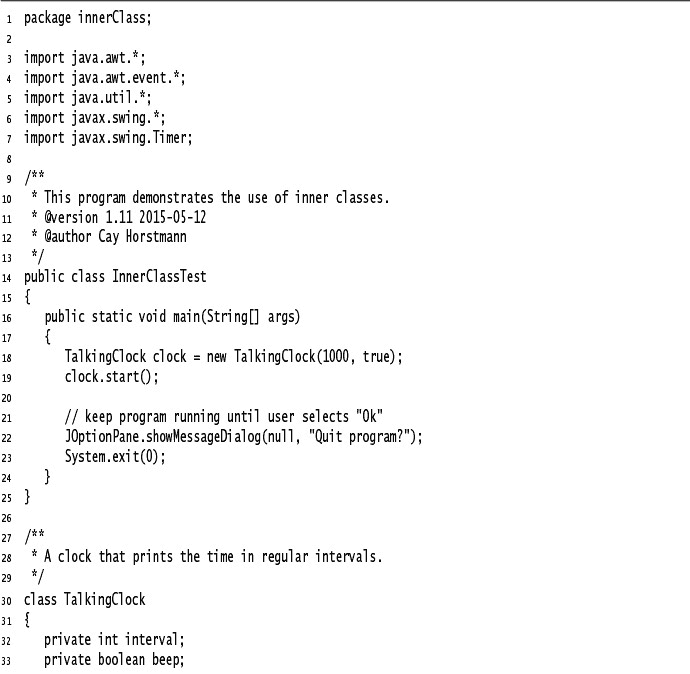 1 package innerClass;
2
3 import java.awt.*;
4 import java.awt.event.*;
5 import java.util.*;
6 import javax.swing.*;
7 import javax.swing.Timer;
8
9 /**
10  * This program demonstrates the use of inner classes.
11  * @version 1.11 2015-05-12
12  * @author Cay Horstmann
13  */
14 public class InnerClassTest
15 {
16    public static void main(String[] args)
17    {
18       TalkingClock clock = new TalkingClock(1000, true);
19       clock.start();
20
21       // keep program running until user selects "Ok"
22       JOptionPane.showMessageDialog(null, "Quit program?");
23       System.exit(0);
24    }
25 }
26
27 /**
28  * A clock that prints the time in regular intervals.
29  */
30 class TalkingClock
31 {
32    private int interval;
33    private boolean beep;